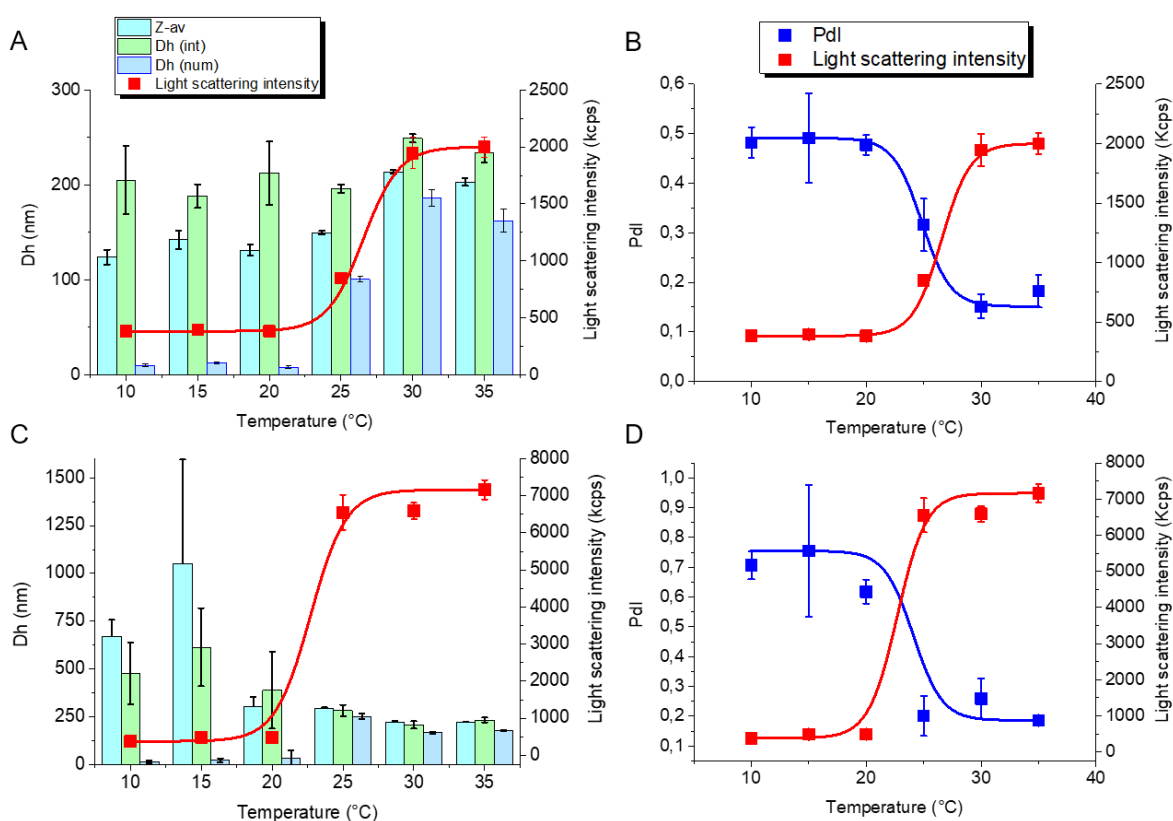 A
Z-av
Dh (int)
Dh (num)
Light scattering intensity
300
200
100
0
Dh (nm)
2500
2000
1500
1000
500
0
Light scattering intensity (Kcps)
10 15 20 25 30 35
Temperature (°C)
B
PdI
Light scattering intensity
0,6
0,5
0,4
0,3
0,2
0,1
0,0
PdI
2500
2000
1500
1000
500
0
Light scattering intensity (Kcps)
10 20 30 40
Temperature (°C)
C
1500
1250
1000
750
500
250
0
Dh (nm)
8000
7000
6000
5000
4000
3000
2000
1000
0
Light scattering intensity (Kcps)
10 15 20 25 30 35
Temperature (°C)
D
1,0
0,9
0,8
0,7
0,6
0,5
0,4
0,3
0,2
0,1
PdI
8000
7000
6000
5000
4000
3000
2000
1000
0
Light scattering intensity (Kcps)
10 20 30 40
Temperature (°C)